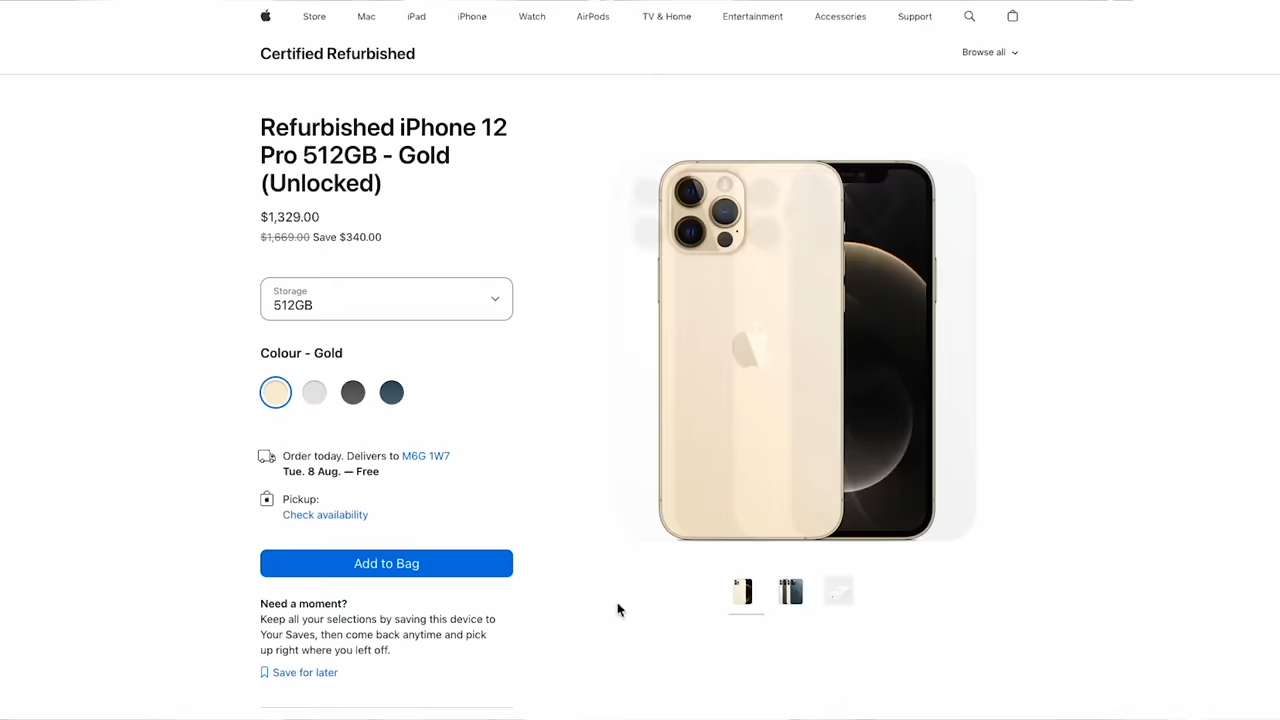 Store Mac iPad iPhone Watch AirPods TV & Home Entertainment Accessories Support
Certified Refurbished
Browse all
Refurbished iPhone 12
Pro 512GB - Gold
(Unlocked)
$1,329.00
$1,669.00 Save $340.00
Storage
512GB
Colour - Gold
Order today. Delivers to M6G 1W7
Tue. 8 Aug. — Free
Pickup:
Check availability
Add to Bag
Need a moment?
Keep all your selections by saving this device to
Your Saves, then come back anytime and pick
up right where you left off.
Save for later